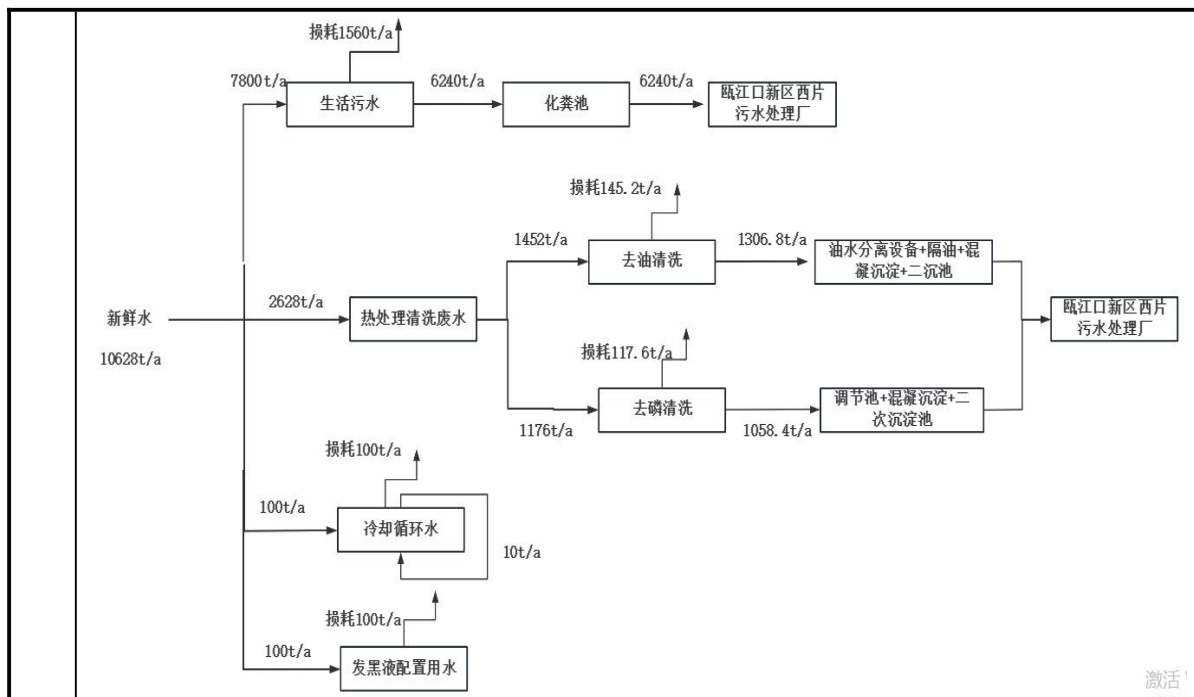 损耗1560t/a
7800t/a
生活污水
6240t/a
化粪池
6240t/a
瓯江口新区西片
污水处理厂
损耗145.2t/a
1452t/a
去油清洗
1306.8t/a
油水分离设备+隔油+混
凝沉淀+二沉池
新鲜水
10628t/a
2628t/a
热处理清洗废水
瓯江口新区西片
污水处理厂
损耗117.6t/a
1176t/a
去磷清洗
1058.4t/a
调节池+混凝沉淀+二
次沉淀池
损耗100t/a
100t/a
冷却循环水
10t/a
损耗100t/a
100t/a
发黑液配置用水
激活